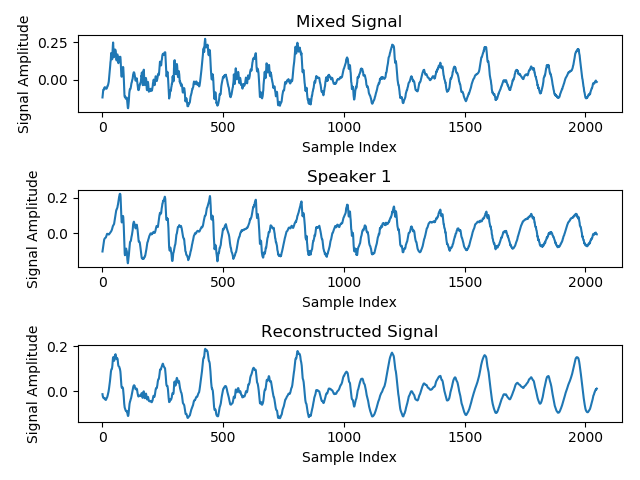 Mixed Signal
Signal Amplitude
0.25
0.00
0 500 1000 1500 2000
Sample Index
Speaker 1
Signal Amplitude
0.2
0.0
0 500 1000 1500 2000
Sample Index
Reconstructed Signal
Signal Amplitude
0.2
0.0
0 500 1000 1500 2000
Sample Index